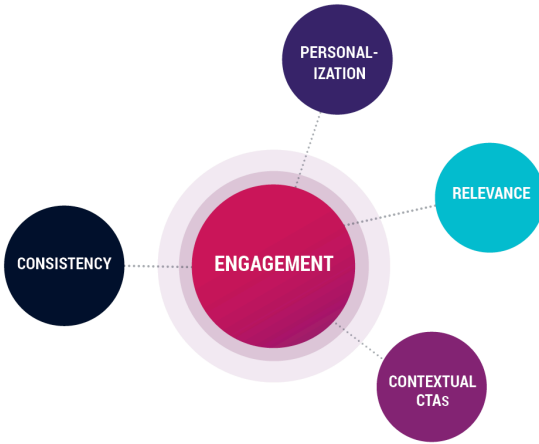 PERSONAL-
IZATION
RELEVANCE
ENGAGEMENT
CONSISTENCY
CONTEXTUAL
CTAs